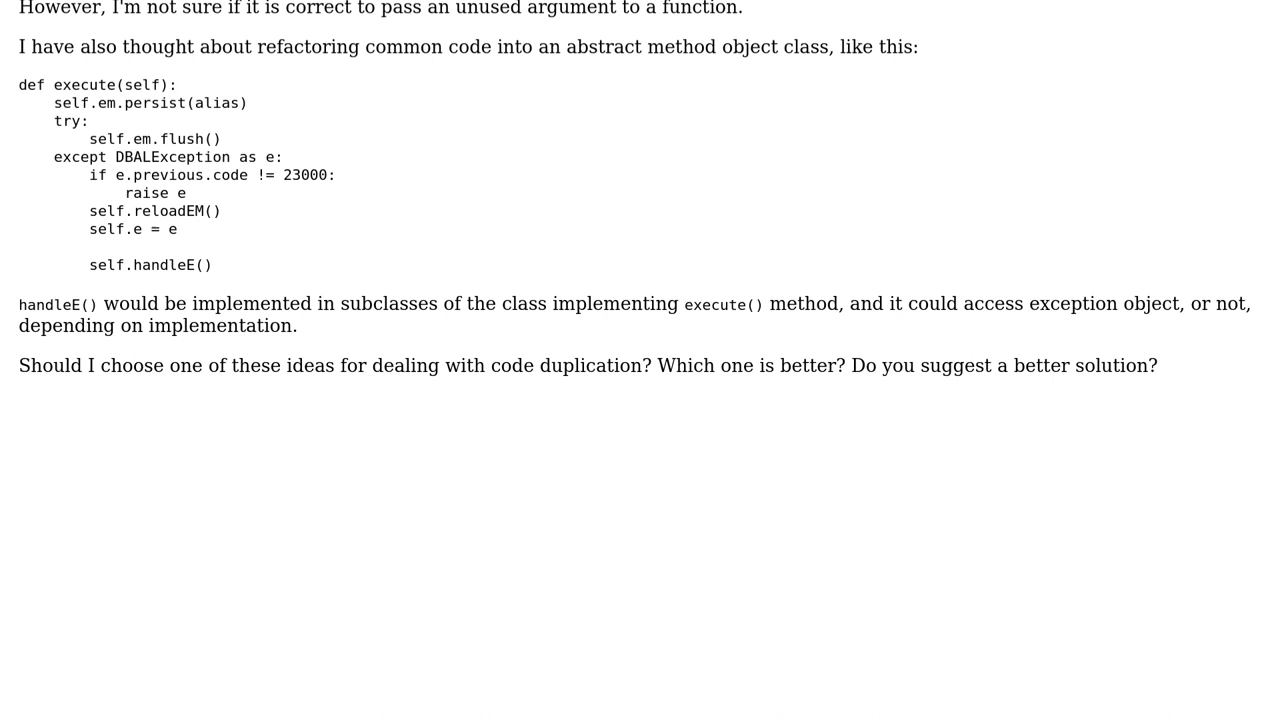 However, I'm not sure if it is correct to pass an unused argument to a function.
I have also thought about refactoring common code into an abstract method object class, like this:
def execute(self):
    self.em.persist(alias)
    try:
        self.em.flush()
    except DBALException as e:
        if e.previous.code != 23000:
            raise e
        self.reloadEM()
        self.e = e

        self.handleE()
handleE() would be implemented in subclasses of the class implementing execute() method, and it could access exception object, or not,
depending on implementation.
Should I choose one of these ideas for dealing with code duplication? Which one is better? Do you suggest a better solution?